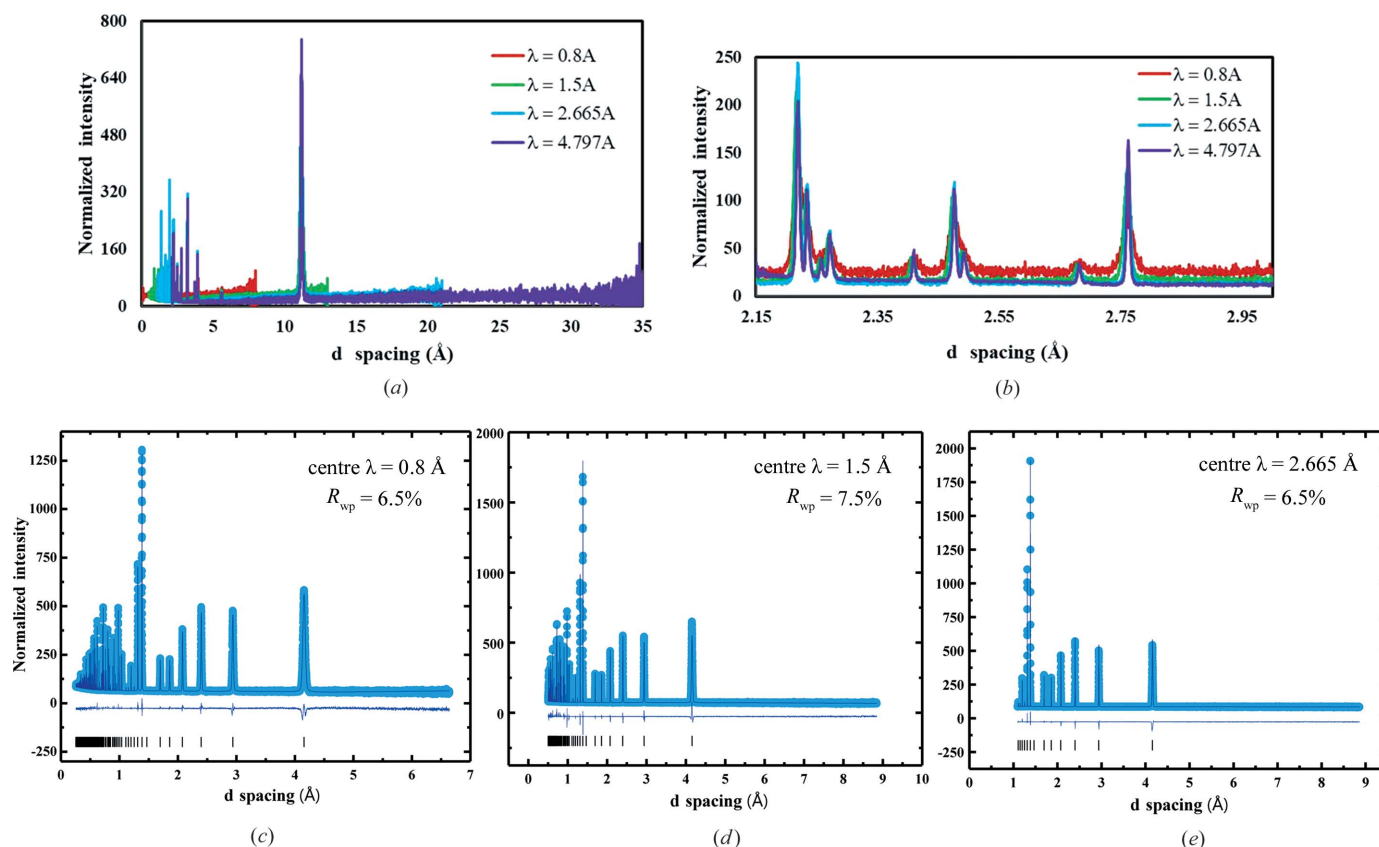 800
640
480
320
160
0
Normalized intensity
λ = 0.8A
λ = 1.5A
λ = 2.665A
λ = 4.797A
0 5 10 15 20 25 30 35
d spacing (Å)
(a)
250
200
150
100
50
0
Normalized intensity
λ = 0.8A
λ = 1.5A
λ = 2.665A
λ = 4.797A
2.15 2.35 2.55 2.75 2.95
d spacing (Å)
(b)
1250
1000
750
500
250
0
-250
Normalized intensity
centre λ = 0.8 Å
Rwp = 6.5%
0 1 2 3 4 5 6 7
d spacing (Å)
(c)
2000
1500
1000
500
0
centre λ = 1.5 Å
Rwp = 7.5%
0 1 2 3 4 5 6 7 8 9 10
d spacing (Å)
(d)
2000
1750
1500
1250
1000
750
500
250
0
-250
centre λ = 2.665 Å
Rwp = 6.5%
0 1 2 3 4 5 6 7 8 9
d spacing (Å)
(e)